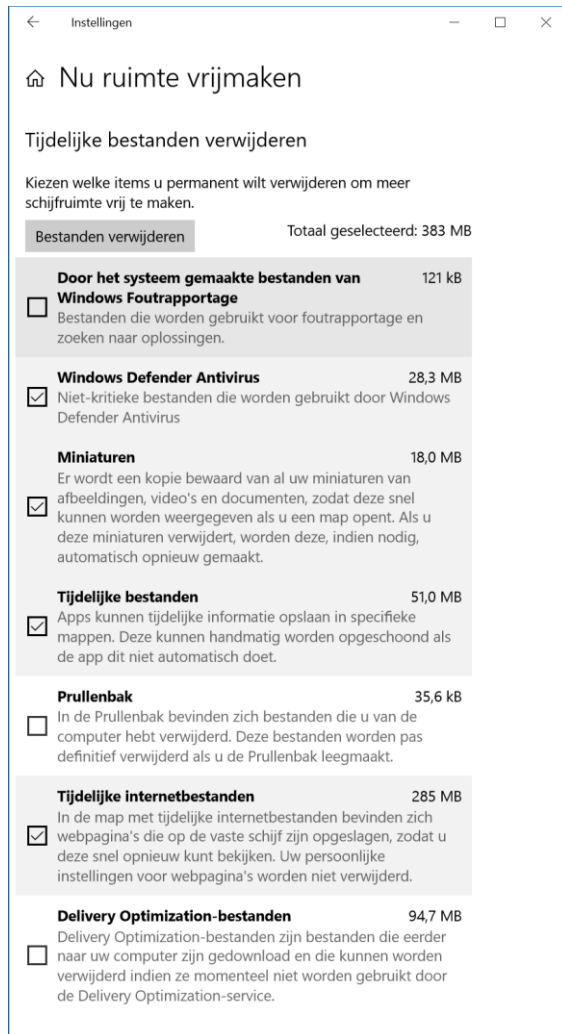 Instellingen
Nu ruimte vrijmaken
Tijdelijke bestanden verwijderen
Kiezen welke items u permanent wilt verwijderen om meer
schijfruimte vrij te maken.
Bestanden verwijderen
Totaal geselecteerd: 383 MB
Door het systeem gemaakte bestanden van 121 kB
Windows Foutrapportage
Bestanden die worden gebruikt voor foutrapportage en
zoeken naar oplossingen.
Windows Defender Antivirus 28,3 MB
Niet-kritieke bestanden die worden gebruikt door Windows
Defender Antivirus
Miniaturen 18,0 MB
Er wordt een kopie bewaard van al uw miniaturen van
afbeeldingen, video's en documenten, zodat deze snel
kunnen worden weergegeven als u een map opent. Als u
deze miniaturen verwijdert, worden deze, indien nodig,
automatisch opnieuw gemaakt.
Tijdelijke bestanden 51,0 MB
Apps kunnen tijdelijke informatie opslaan in specifieke
mappen. Deze kunnen handmatig worden opgeschoond als
de app dit niet automatisch doet.
Prullenbak 35,6 kB
In de Prullenbak bevinden zich bestanden die u van de
computer hebt verwijderd. Deze bestanden worden pas
definitief verwijderd als u de Prullenbak leegmaakt.
Tijdelijke internetbestanden 285 MB
In de map met tijdelijke internetbestanden bevinden zich
webpagina's die op de vaste schijf zijn opgeslagen, zodat u
deze snel opnieuw kunt bekijken. Uw persoonlijke
instellingen voor webpagina's worden niet verwijderd.
Delivery Optimization-bestanden 94,7 MB
Delivery Optimization-bestanden zijn bestanden die eerder
naar uw computer zijn gedownload en die kunnen worden
verwijderd indien ze momenteel niet worden gebruikt door
de Delivery Optimization-service.